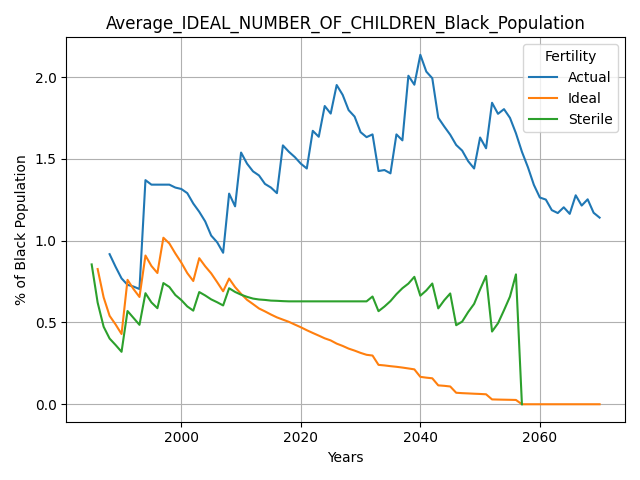 Average_IDEAL_NUMBER_OF_CHILDREN_Black_Population
Fertility
Actual
Ideal
Sterile
% of Black Population
2.0
1.5
1.0
0.5
0.0
2000
2020
2040
2060
Years